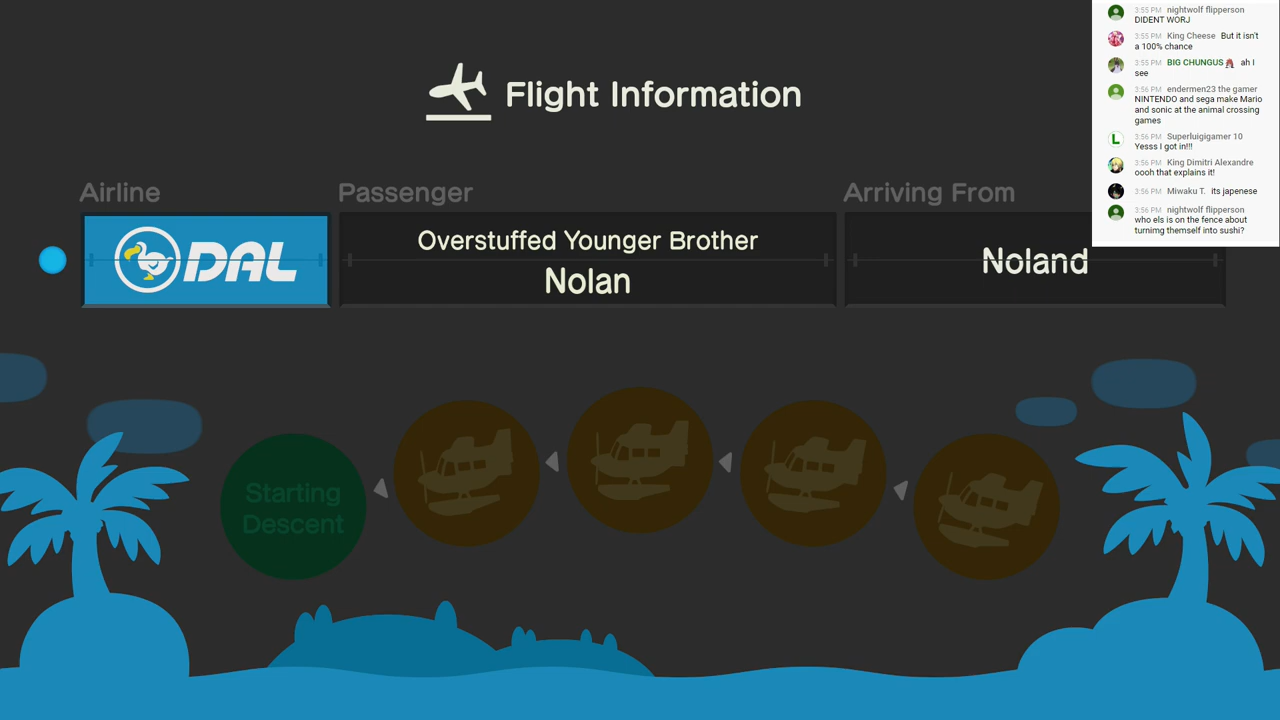 Flight Information
Airline
Passenger
Arriving From
DAL
Overstuffed Younger Brother
Nolan
Noland
Starting
Descent
3:55 PM nightwolf flipperson
DIDENT WORJ
3:55 PM King Cheese But it isn't
a 100% chance
3:55 PM BIG CHUNGUS ah I
see
3:56 PM endermen23 the gamer
NINTENDO and sega make Mario
and sonic at the animal crossing
games
L
3:56 PM Superluigigamer 10
Yesss I got in!!!
3:56 PM King Dimitri Alexandre
oooh that explains it!
3:56 PM Miwaku T. its japenese
3:56 PM nightwolf flipperson
who els is on the fence about
turnimg themself into sushi?